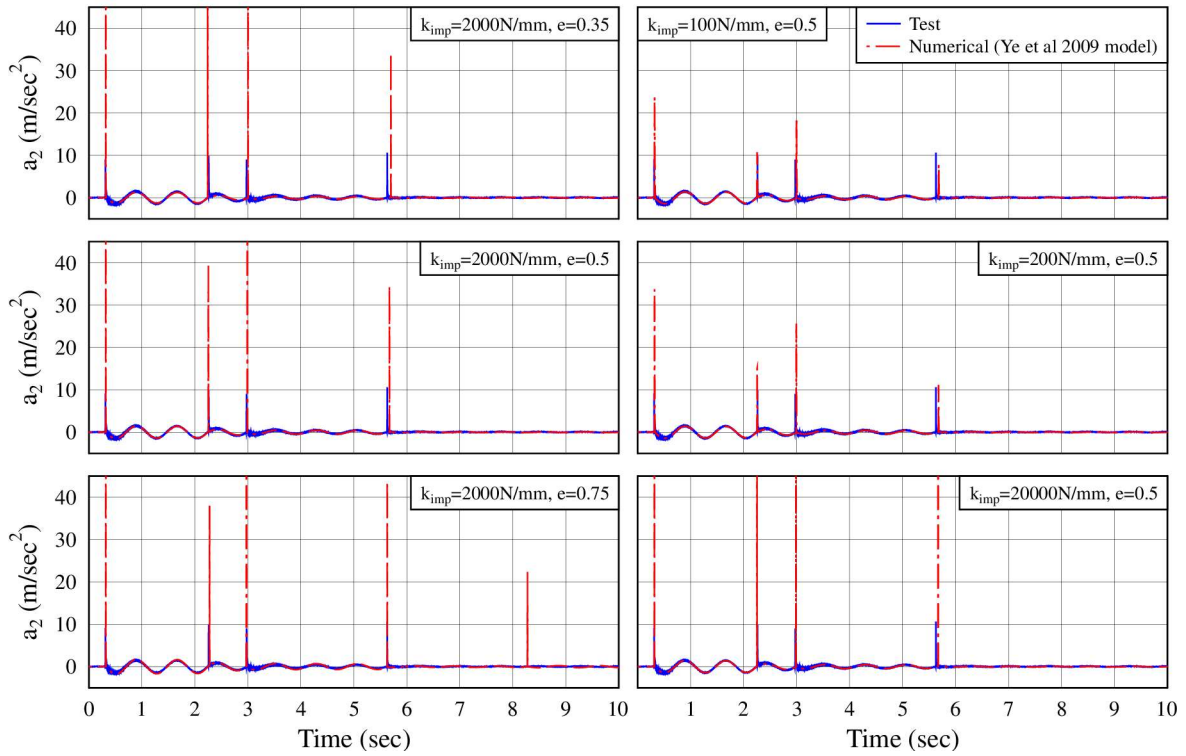 k_imp=2000N/mm, e=0.35
40
30
20
10
0
a_2 (m/sec^2)
k_imp=100N/mm, e=0.5
Test
Numerical (Ye et al 2009 model)
k_imp=2000N/mm, e=0.5
40
30
20
10
0
a_2 (m/sec^2)
k_imp=200N/mm, e=0.5
k_imp=2000N/mm, e=0.75
40
30
20
10
0
a_2 (m/sec^2)
0 1 2 3 4 5 6 7 8 9 10
Time (sec)
k_imp=20000N/mm, e=0.5
1 2 3 4 5 6 7 8 9 10
Time (sec)